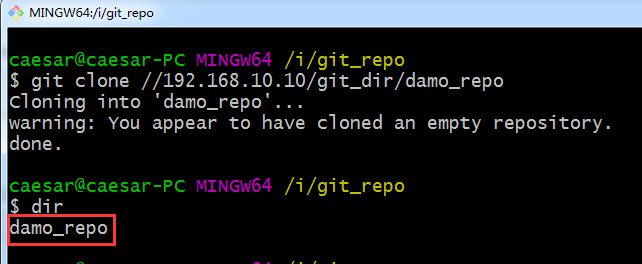 MINGW64:/i/git_repo
caesar@caesar-PC MINGW64 /i/git_repo
$ git clone //192.168.10.10/git_dir/damo_repo
Cloning into 'damo_repo'...
warning: You appear to have cloned an empty repository.
done.
caesar@caesar-PC MINGW64 /i/git_repo
$ dir
damo_repo